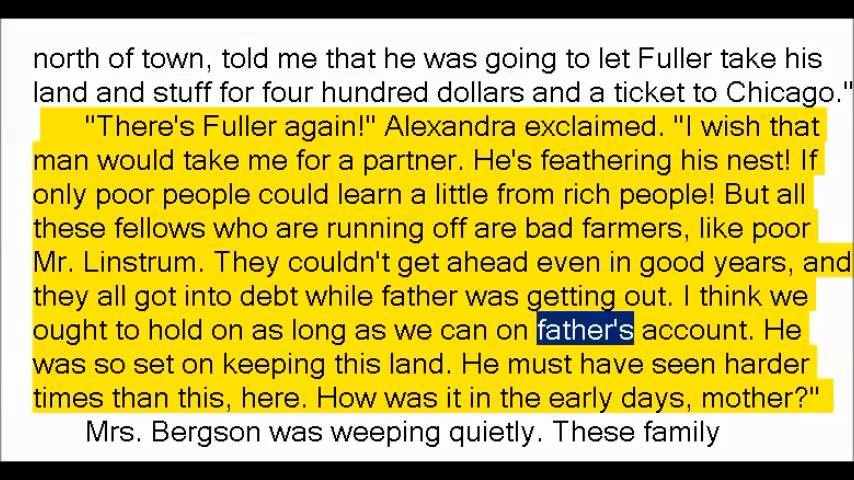 north of town, told me that he was going to let Fuller take his
land and stuff for four hundred dollars and a ticket to Chicago."
"There's Fuller again!" Alexandra exclaimed. "I wish that
man would take me for a partner. He's feathering his nest! If
only poor people could learn a little from rich people! But all
these fellows who are running off are bad farmers, like poor
Mr. Linstrum. They couldn't get ahead even in good years, and
they all got into debt while father was getting out. I think we
ought to hold on as long as we can on father's account. He
was so set on keeping this land. He must have seen harder
times than this, here. How was it in the early days, mother?"
Mrs. Bergson was weeping quietly. These family